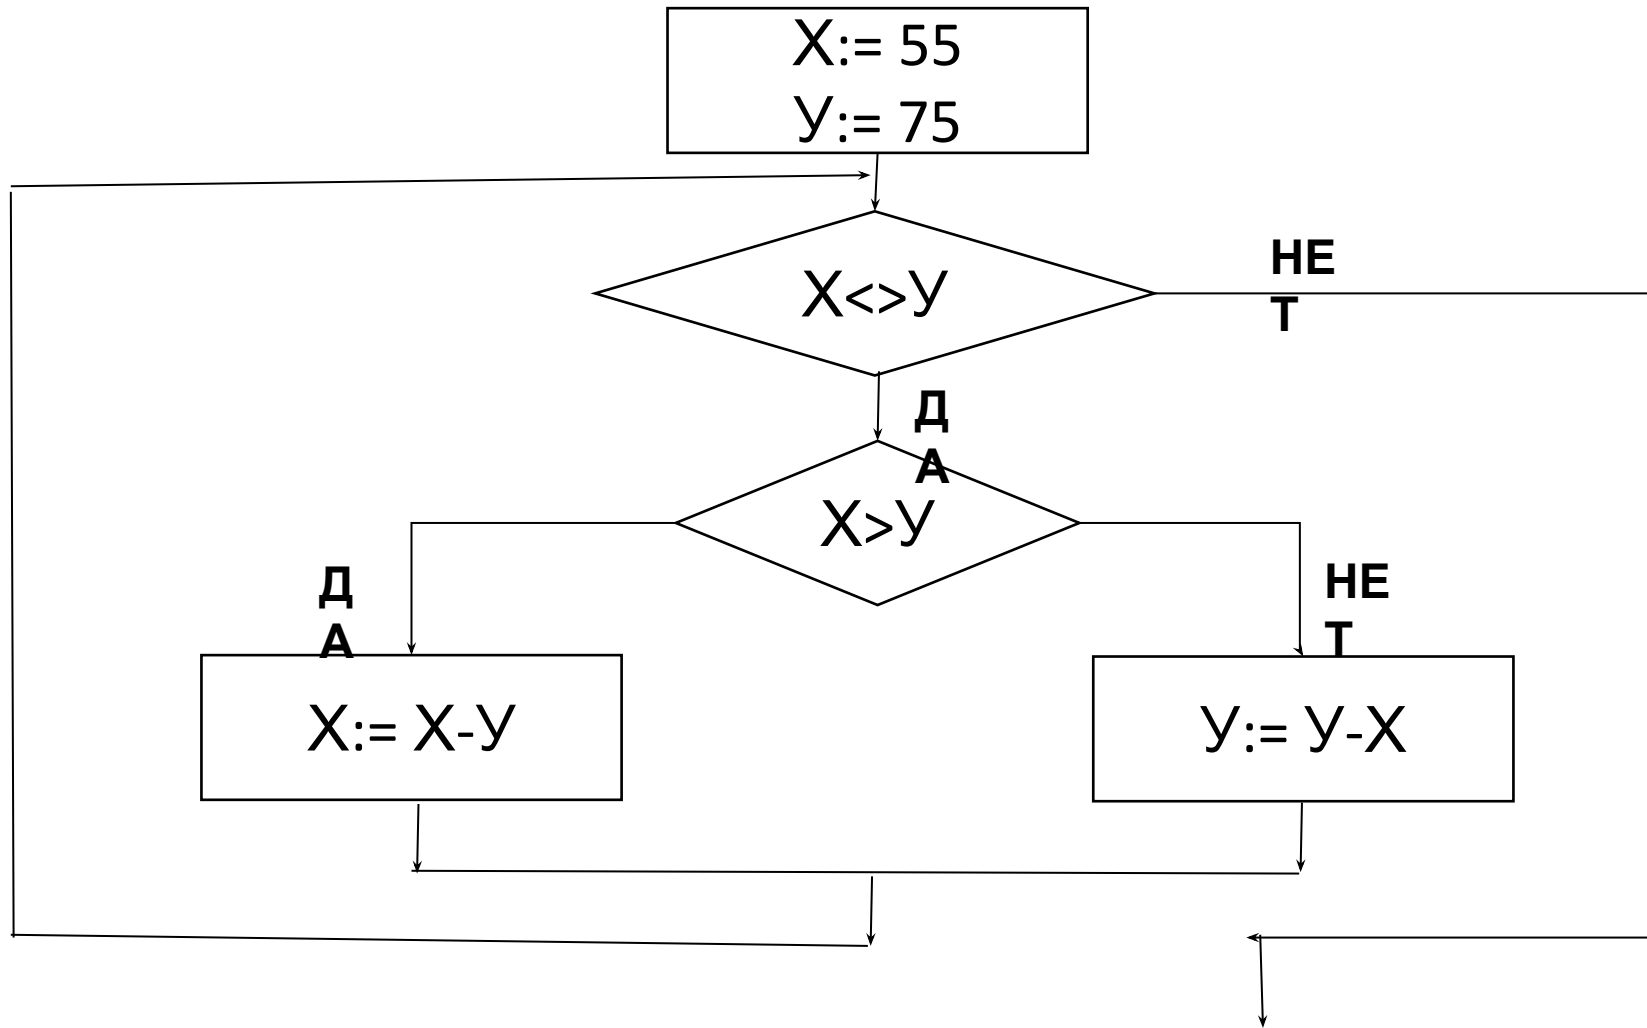 Х:= 55
У:= 75
Х<>У
НЕ
Т
Д
А
Х>У
Д
А
НЕ
Т
Х:= Х-У
У:= У-Х